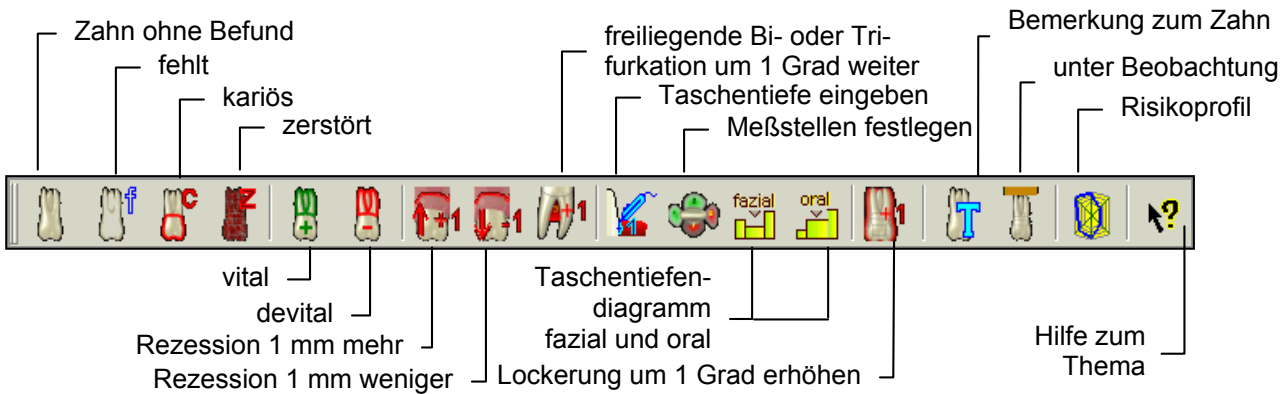 Zahn ohne Befund
fehlt
kariös
zerstört
freiliegende Bi- oder Tri-
furkation um 1 Grad weiter
Taschentiefe eingeben
Meßstellen festlegen
Bemerkung zum Zahn
unter Beobachtung
Risikoprofil
f
C
Z
+
-
+1
-1
+1
fazial
oral
+1
T
?
vital
devital
Rezession 1 mm mehr
Rezession 1 mm weniger
Taschentiefen-
diagramm
fazial und oral
Lockerung um 1 Grad erhöhen
Hilfe zum
Thema